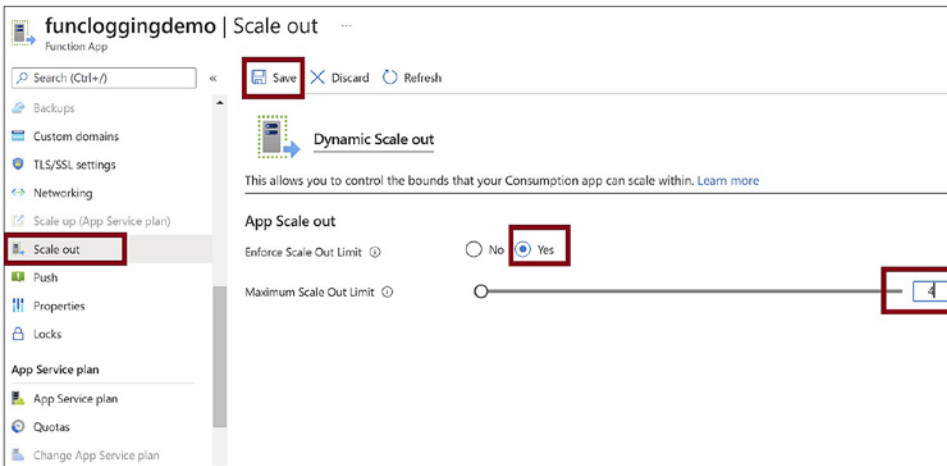 funcloggingdemo | Scale out ...
Function App
Search (Ctrl+/)
«
Backups
Custom domains
TLS/SSL settings
Networking
Scale up (App Service plan)
Scale out
Push
Properties
Locks
App Service plan
App Service plan
Quotas
Change App Service plan
Save Discard Refresh
Dynamic Scale out
This allows you to control the bounds that your Consumption app can scale within. Learn more
App Scale out
Enforce Scale Out Limit No Yes
Maximum Scale Out Limit 4